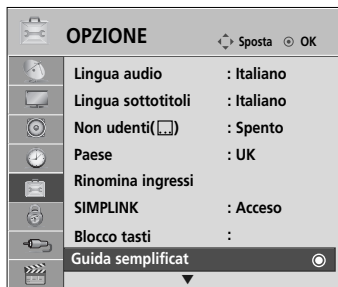 OPZIONE Sposta OK
Lingua audio : Italiano
Lingua sottotitoli : Italiano
Non udenti( ) : Spento
Paese : UK
Rinomina ingressi
SIMPLINK : Acceso
Blocco tasti :
Guida semplificat